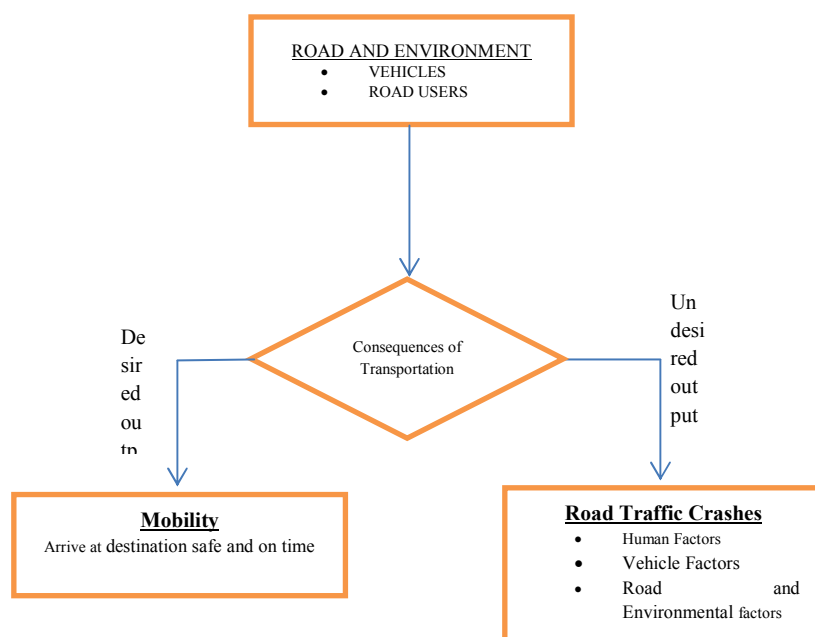 ROAD AND ENVIRONMENT
• VEHICLES
• ROAD USERS
Consequences of
Transportation
De
sir
ed
ou
tp
Un
desi
red
out
put
Mobility
Arrive at destination safe and on time
Road Traffic Crashes
• Human Factors
• Vehicle Factors
• Road and
Environmental factors